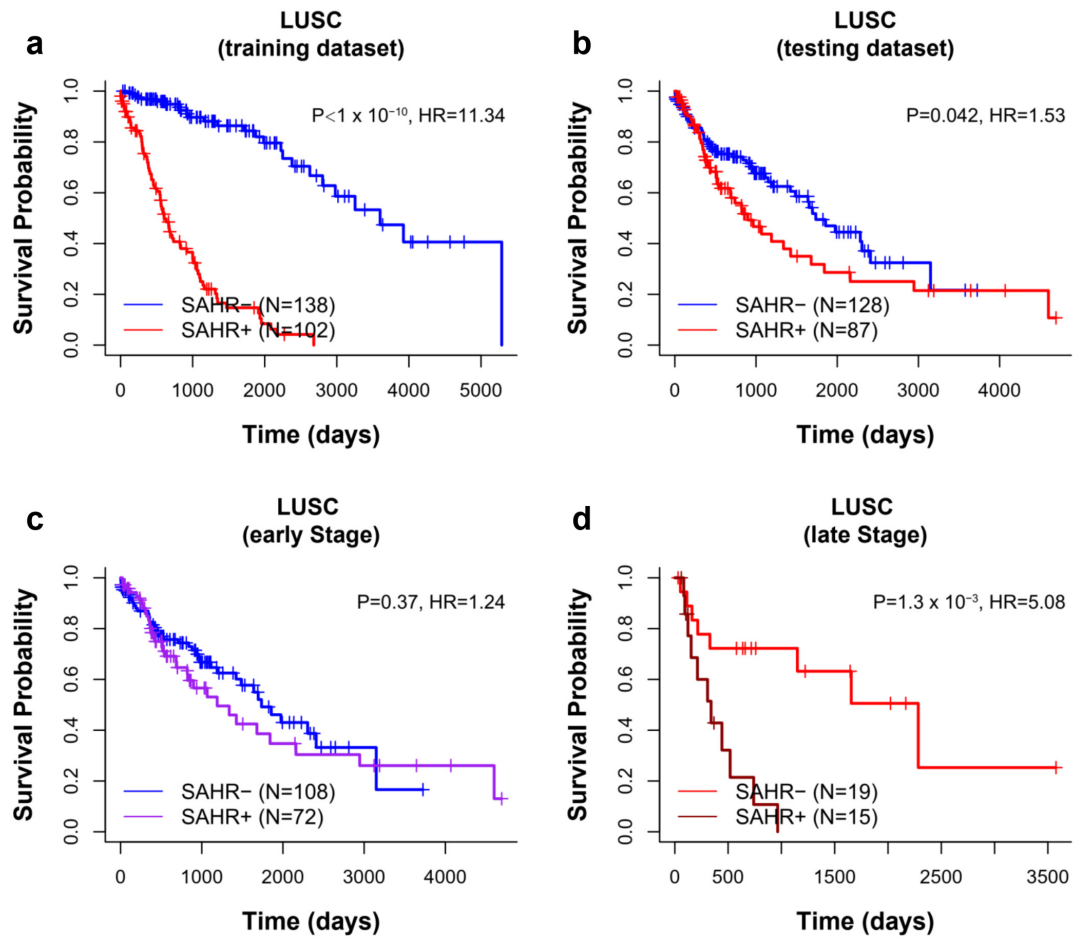 a
LUSC
(training dataset)
P<1 x 10⁻¹⁰, HR=11.34
Survival Probability
1.0
0.8
0.6
0.4
0.2
0.0
SAHR− (N=138)
SAHR+ (N=102)
0 1000 2000 3000 4000 5000
Time (days)
b
LUSC
(testing dataset)
P=0.042, HR=1.53
Survival Probability
1.0
0.8
0.6
0.4
0.2
0.0
SAHR− (N=128)
SAHR+ (N=87)
0 1000 2000 3000 4000
Time (days)
c
LUSC
(early Stage)
P=0.37, HR=1.24
Survival Probability
1.0
0.8
0.6
0.4
0.2
0.0
SAHR− (N=108)
SAHR+ (N=72)
0 1000 2000 3000 4000
Time (days)
d
LUSC
(late Stage)
P=1.3 x 10⁻³, HR=5.08
Survival Probability
1.0
0.8
0.6
0.4
0.2
0.0
SAHR− (N=19)
SAHR+ (N=15)
0 500 1500 2500 3500
Time (days)